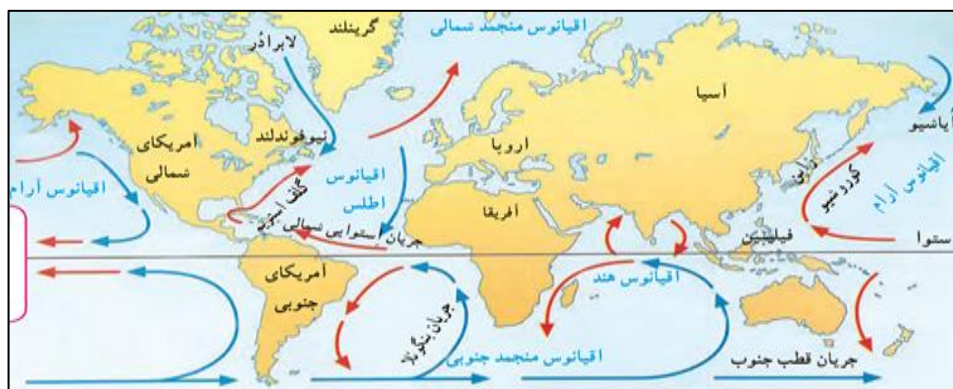 گرینلند
اقیانوس منجمد شمالی
لابرادُر
آسیا
اُیاشیو
آمریکای
شمالی
نیوفوندلند
اروپا
ژاپن
کوروشیو
اقیانوس آرام
اقیانوس آرام
گلف استریم
اقیانوس
اطلس
آفریقا
جریان استوایی شمالی
فیلیپین
استوا
آمریکای
جنوبی
اقیانوس هند
جریان بنگوئلا
اقیانوس منجمد جنوبی
جریان قطب جنوب